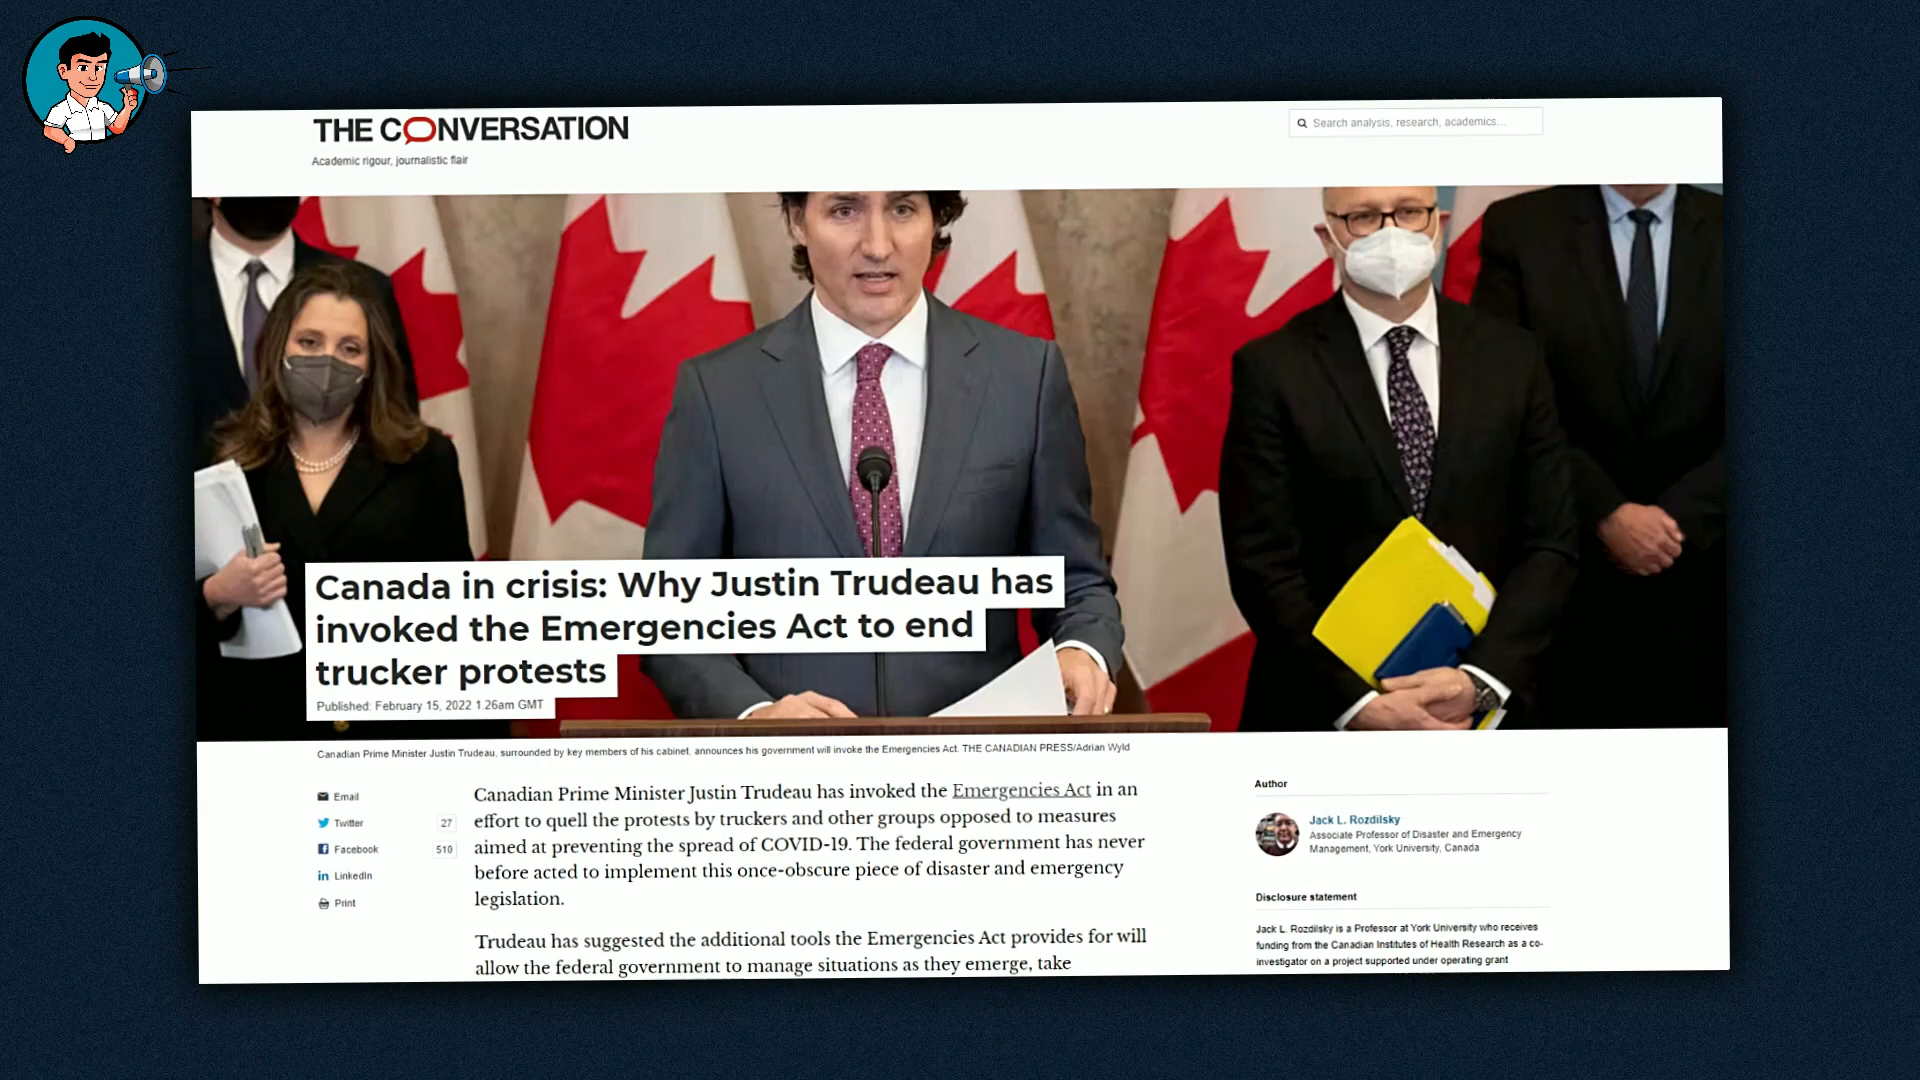 THE CONVERSATION
Academic rigour, journalistic flair
Search analysis, research, academics...
Canada in crisis: Why Justin Trudeau has
invoked the Emergencies Act to end
trucker protests
Published: February 15, 2022 1.26am GMT
Canadian Prime Minister Justin Trudeau, surrounded by key members of his cabinet, announces his government will invoke the Emergencies Act. THE CANADIAN PRESS/Adrian Wyld
Email
Twitter 27
Facebook 510
LinkedIn
Print
Canadian Prime Minister Justin Trudeau has invoked the Emergencies Act in an
effort to quell the protests by truckers and other groups opposed to measures
aimed at preventing the spread of COVID-19. The federal government has never
before acted to implement this once-obscure piece of disaster and emergency
legislation.
Trudeau has suggested the additional tools the Emergencies Act provides for will
allow the federal government to manage situations as they emerge, take
Author
Jack L. Rozdilsky
Associate Professor of Disaster and Emergency
Management, York University, Canada
Disclosure statement
Jack L. Rozdilsky is a Professor at York University who receives
funding from the Canadian Institutes of Health Research as a co-
investigator on a project supported under operating grant